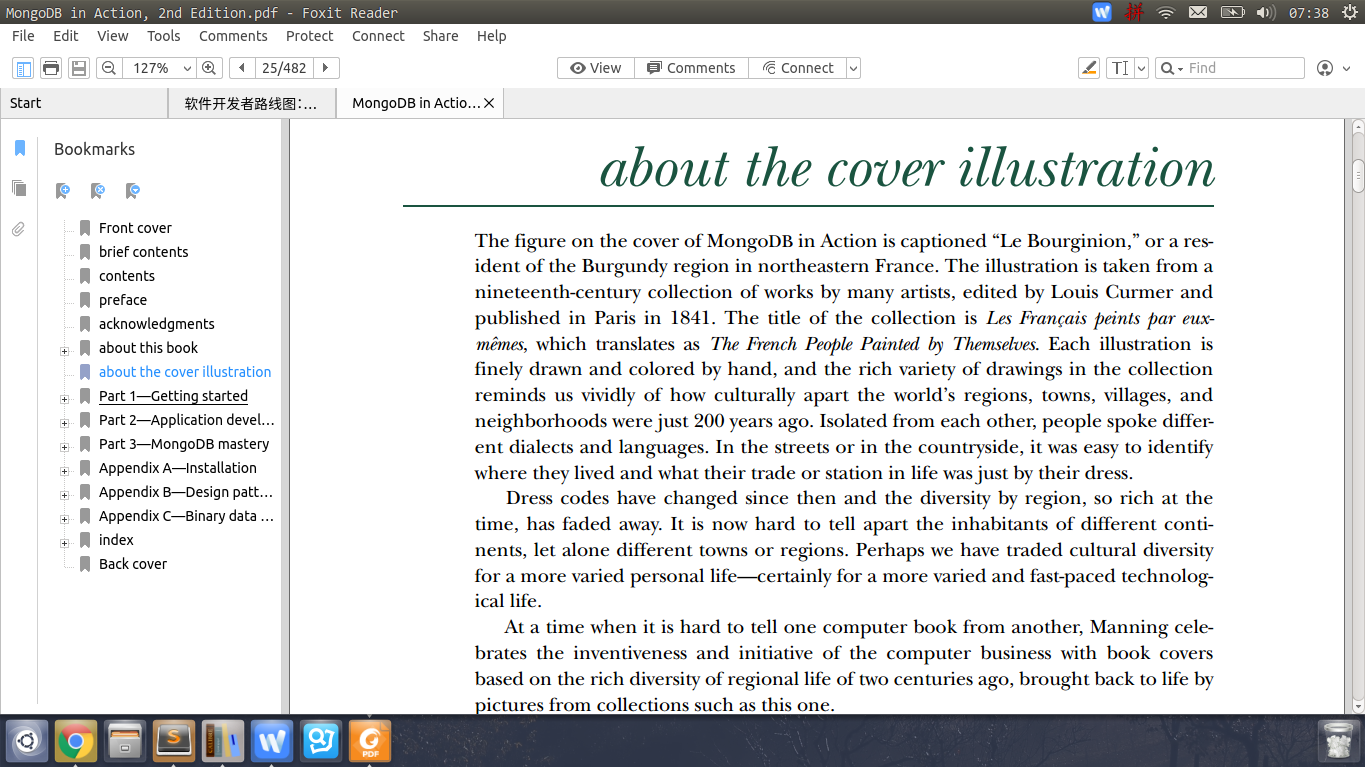 MongoDB in Action, 2nd Edition.pdf - Foxit Reader
W 拼 07:38
File Edit View Tools Comments Protect Connect Share Help
127% 25/482 View Comments Connect Find
Start 软件开发者路线图：... MongoDB in Actio...
Bookmarks
Front cover
brief contents
contents
preface
acknowledgments
about this book
about the cover illustration
Part 1—Getting started
Part 2—Application devel...
Part 3—MongoDB mastery
Appendix A—Installation
Appendix B—Design patt...
Appendix C—Binary data ...
index
Back cover
about the cover illustration
The figure on the cover of MongoDB in Action is captioned “Le Bourginion,” or a res-
ident of the Burgundy region in northeastern France. The illustration is taken from a
nineteenth-century collection of works by many artists, edited by Louis Curmer and
published in Paris in 1841. The title of the collection is Les Français peints par eux-
mêmes, which translates as The French People Painted by Themselves. Each illustration is
finely drawn and colored by hand, and the rich variety of drawings in the collection
reminds us vividly of how culturally apart the world’s regions, towns, villages, and
neighborhoods were just 200 years ago. Isolated from each other, people spoke differ-
ent dialects and languages. In the streets or in the countryside, it was easy to identify
where they lived and what their trade or station in life was just by their dress.
Dress codes have changed since then and the diversity by region, so rich at the
time, has faded away. It is now hard to tell apart the inhabitants of different conti-
nents, let alone different towns or regions. Perhaps we have traded cultural diversity
for a more varied personal life—certainly for a more varied and fast-paced technolog-
ical life.
At a time when it is hard to tell one computer book from another, Manning cele-
brates the inventiveness and initiative of the computer business with book covers
based on the rich diversity of regional life of two centuries ago, brought back to life by
pictures from collections such as this one.
S W PDF